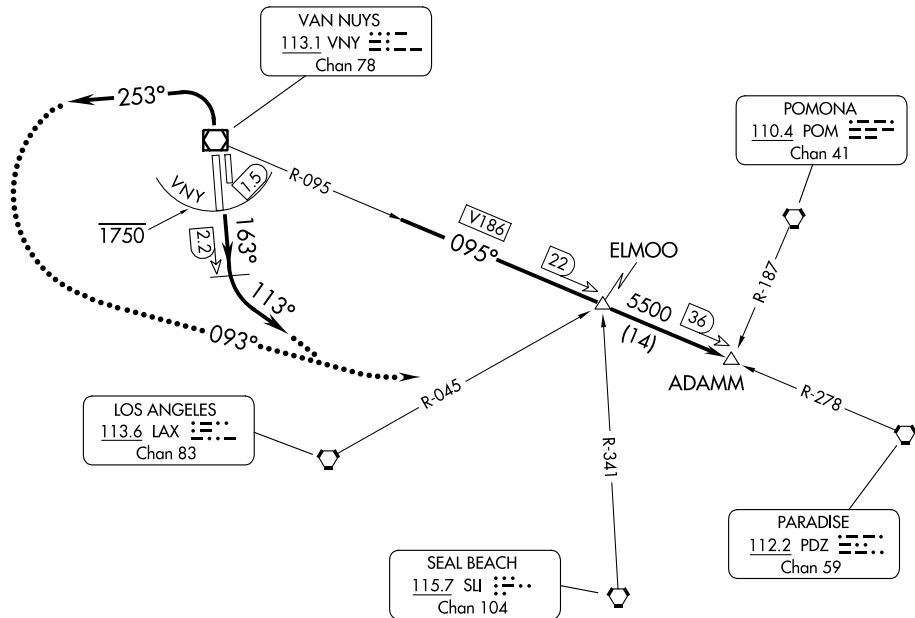 VAN NUYS
113.1 VNY
Chan 78
253°
POMONA
110.4 POM
Chan 41
R-095
1.5
VNY
1750
2.2
163°
V186
095°
22
ELMOO
R-187
113°
5500
(14)
36
ADAMM
093°
R-045
R-278
LOS ANGELES
113.6 LAX
Chan 83
R-341
PARADISE
112.2 PDZ
Chan 59
SEAL BEACH
115.7 SLI
Chan 104